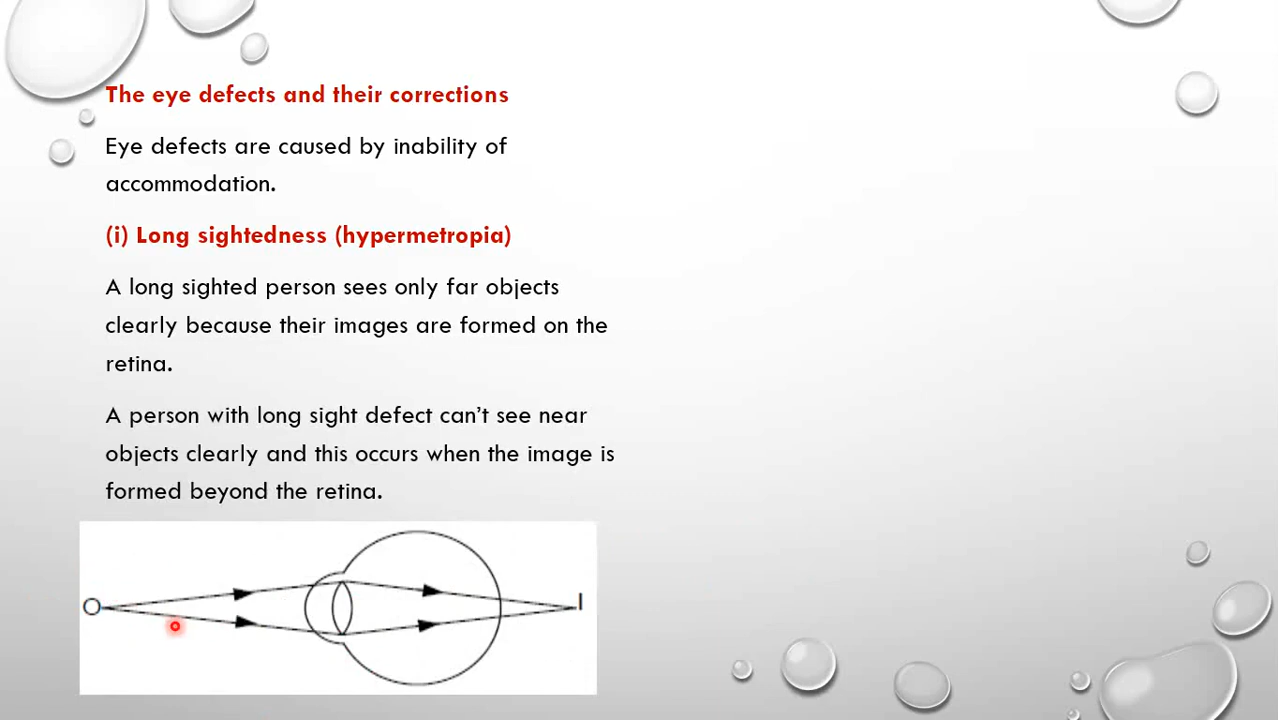 The eye defects and their corrections
Eye defects are caused by inability of
accommodation.
(i) Long sightedness (hypermetropia)
A long sighted person sees only far objects
clearly because their images are formed on the
retina.
A person with long sight defect can’t see near
objects clearly and this occurs when the image is
formed beyond the retina.
O
I